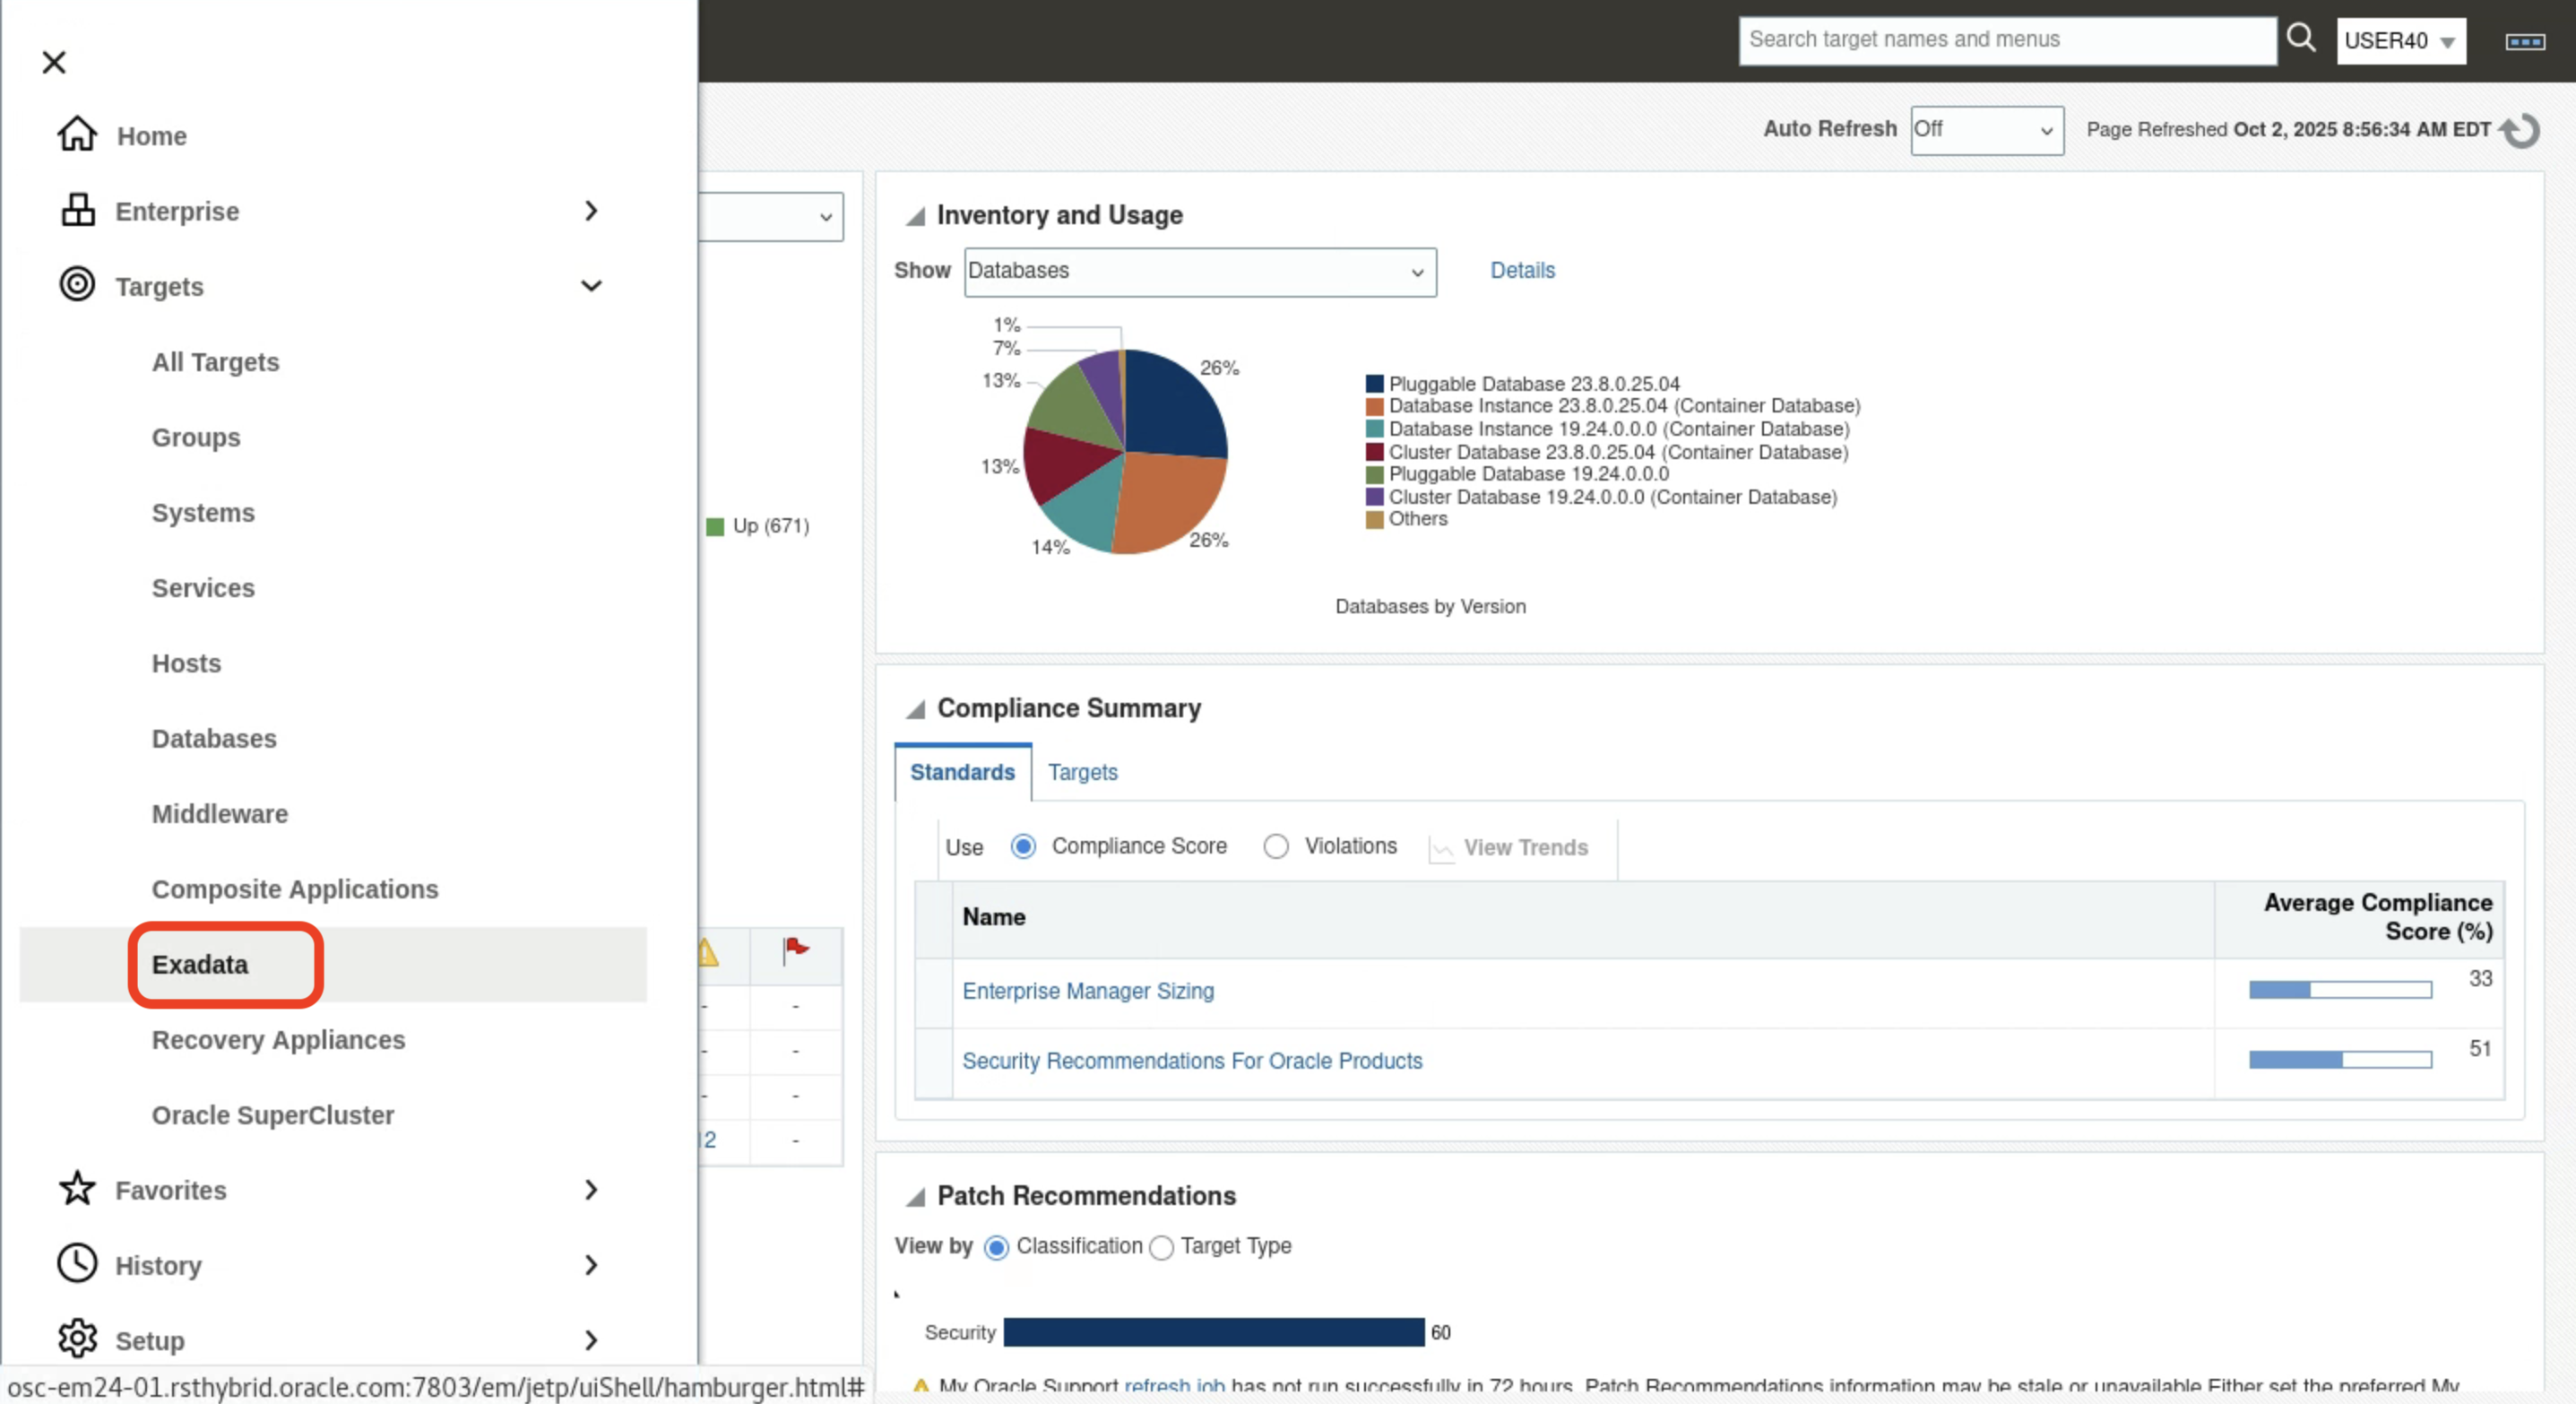 Search target names and menus
USER40
Home
Enterprise
Targets
All Targets
Groups
Systems
Services
Hosts
Databases
Middleware
Composite Applications
Exadata
Recovery Appliances
Oracle SuperCluster
Favorites
History
Setup
osc-em24-01.rsthybrid.oracle.com:7803/em/jetp/uiShell/hamburger.html#
Auto Refresh Off Page Refreshed Oct 2, 2025 8:56:34 AM EDT
Up (671)
-
-
-
-
-
-
12 -
Inventory and Usage
Show Databases Details
1%
7%
13%
13%
14%
26%
26%
Pluggable Database 23.8.0.25.04
Database Instance 23.8.0.25.04 (Container Database)
Database Instance 19.24.0.0.0 (Container Database)
Cluster Database 23.8.0.25.04 (Container Database)
Pluggable Database 19.24.0.0.0
Cluster Database 19.24.0.0.0 (Container Database)
Others
Databases by Version
Compliance Summary
Standards Targets
Use Compliance Score Violations View Trends
Name Average Compliance
Score (%)
Enterprise Manager Sizing 33
Security Recommendations For Oracle Products 51
Patch Recommendations
View by Classification Target Type
Security 60
My Oracle Support refresh job has not run successfully in 72 hours. Patch Recommendations information may be stale or unavailable Either set the preferred My